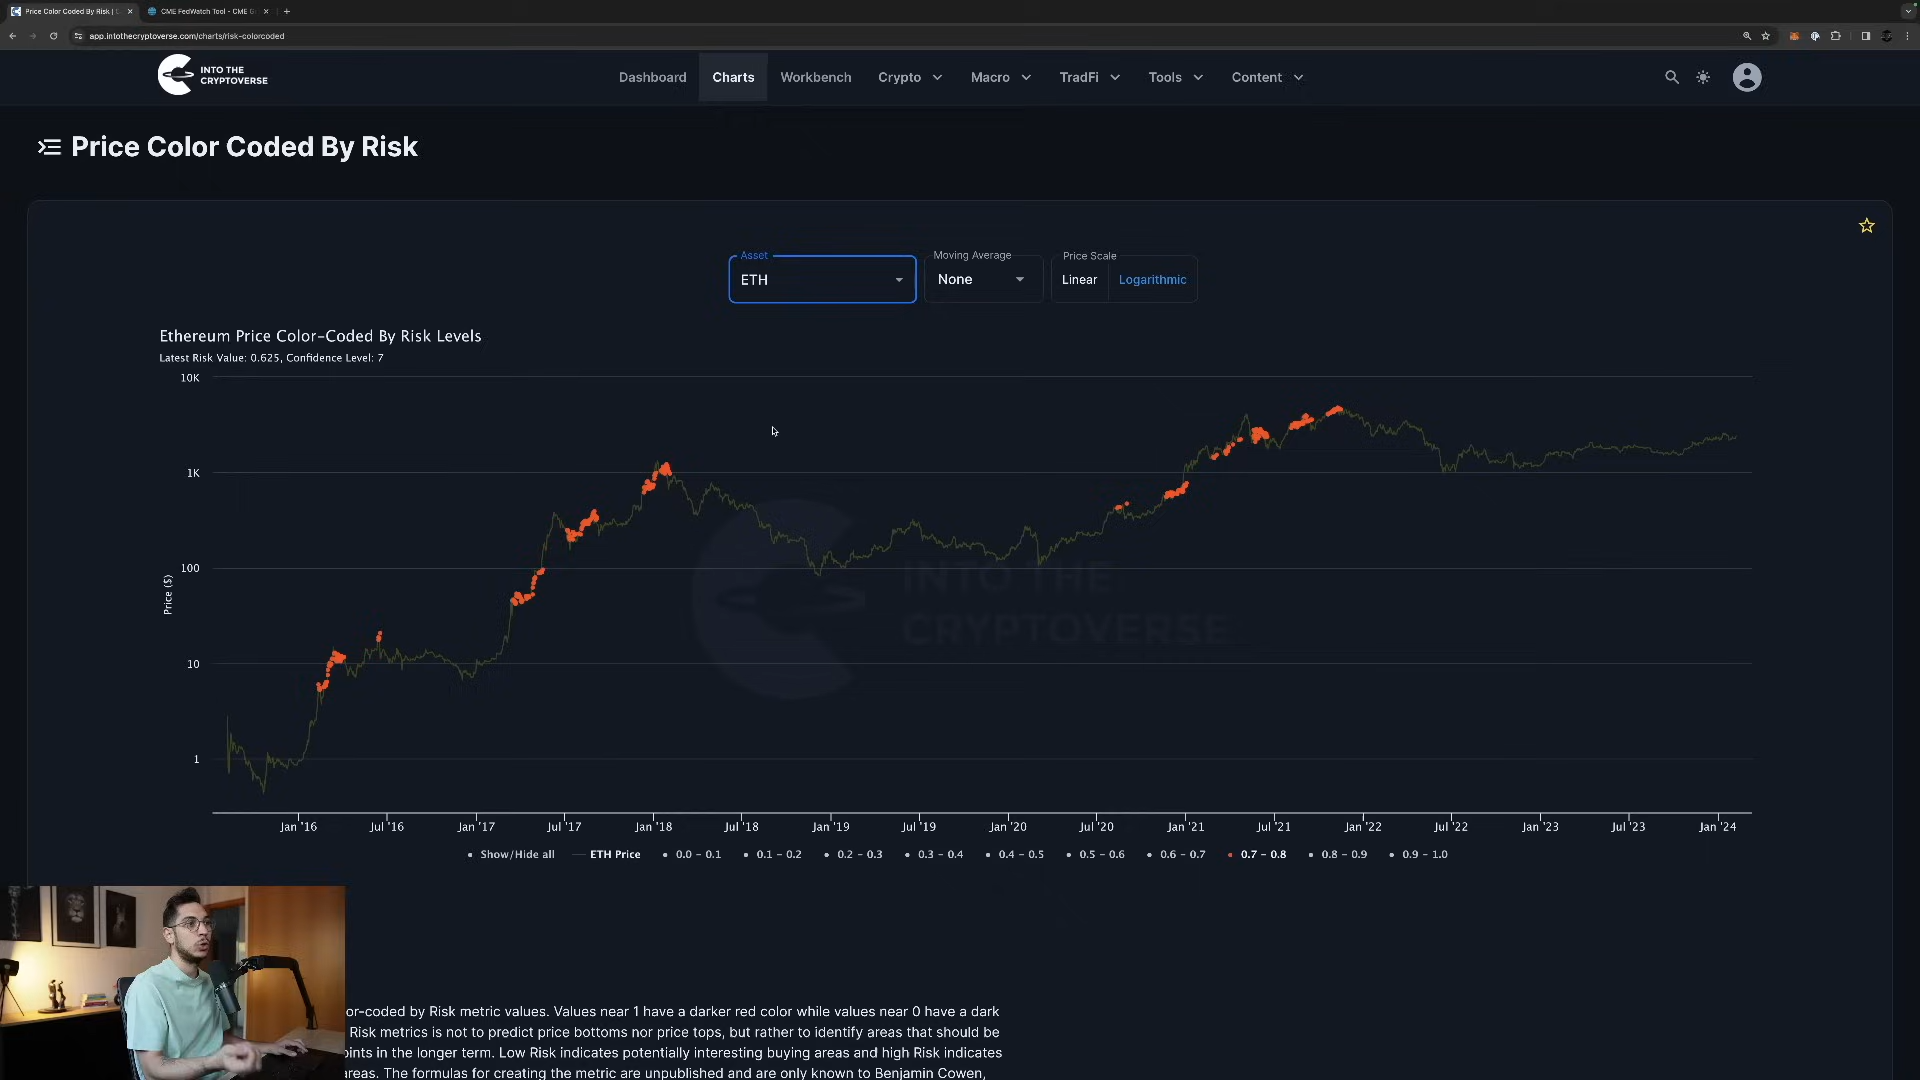 Price Color Coded By Risk |
CME FedWatch Tool - CME G
app.intothecryptoverse.com/charts/risk-colorcoded
INTO THE
CRYPTOVERSE
Dashboard
Charts
Workbench
Crypto
Macro
TradFi
Tools
Content
Price Color Coded By Risk
Asset
ETH
Moving Average
None
Price Scale
Linear
Logarithmic
Ethereum Price Color-Coded By Risk Levels
Latest Risk Value: 0.625, Confidence Level: 7
10K
1K
100
10
1
Price ($)
INTO THE
CRYPTOVERSE
Jan '16
Jul '16
Jan '17
Jul '17
Jan '18
Jul '18
Jan '19
Jul '19
Jan '20
Jul '20
Jan '21
Jul '21
Jan '22
Jul '22
Jan '23
Jul '23
Jan '24
Show/Hide all
ETH Price
0.0 - 0.1
0.1 - 0.2
0.2 - 0.3
0.3 - 0.4
0.4 - 0.5
0.5 - 0.6
0.6 - 0.7
0.7 - 0.8
0.8 - 0.9
0.9 - 1.0
or-coded by Risk metric values. Values near 1 have a darker red color while values near 0 have a dark
Risk metrics is not to predict price bottoms nor price tops, but rather to identify areas that should be
ints in the longer term. Low Risk indicates potentially interesting buying areas and high Risk indicates
areas. The formulas for creating the metric are unpublished and are only known to Benjamin Cowen,